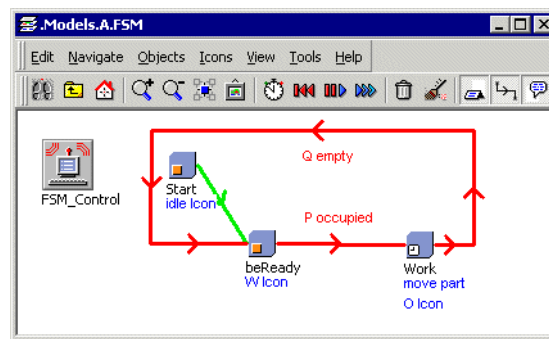 .Models.A.FSM
Edit Navigate Objects Icons View Tools Help
Q empty
FSM_Control
Start
idle Icon
P occupied
beReady
W Icon
Work
move part
O Icon